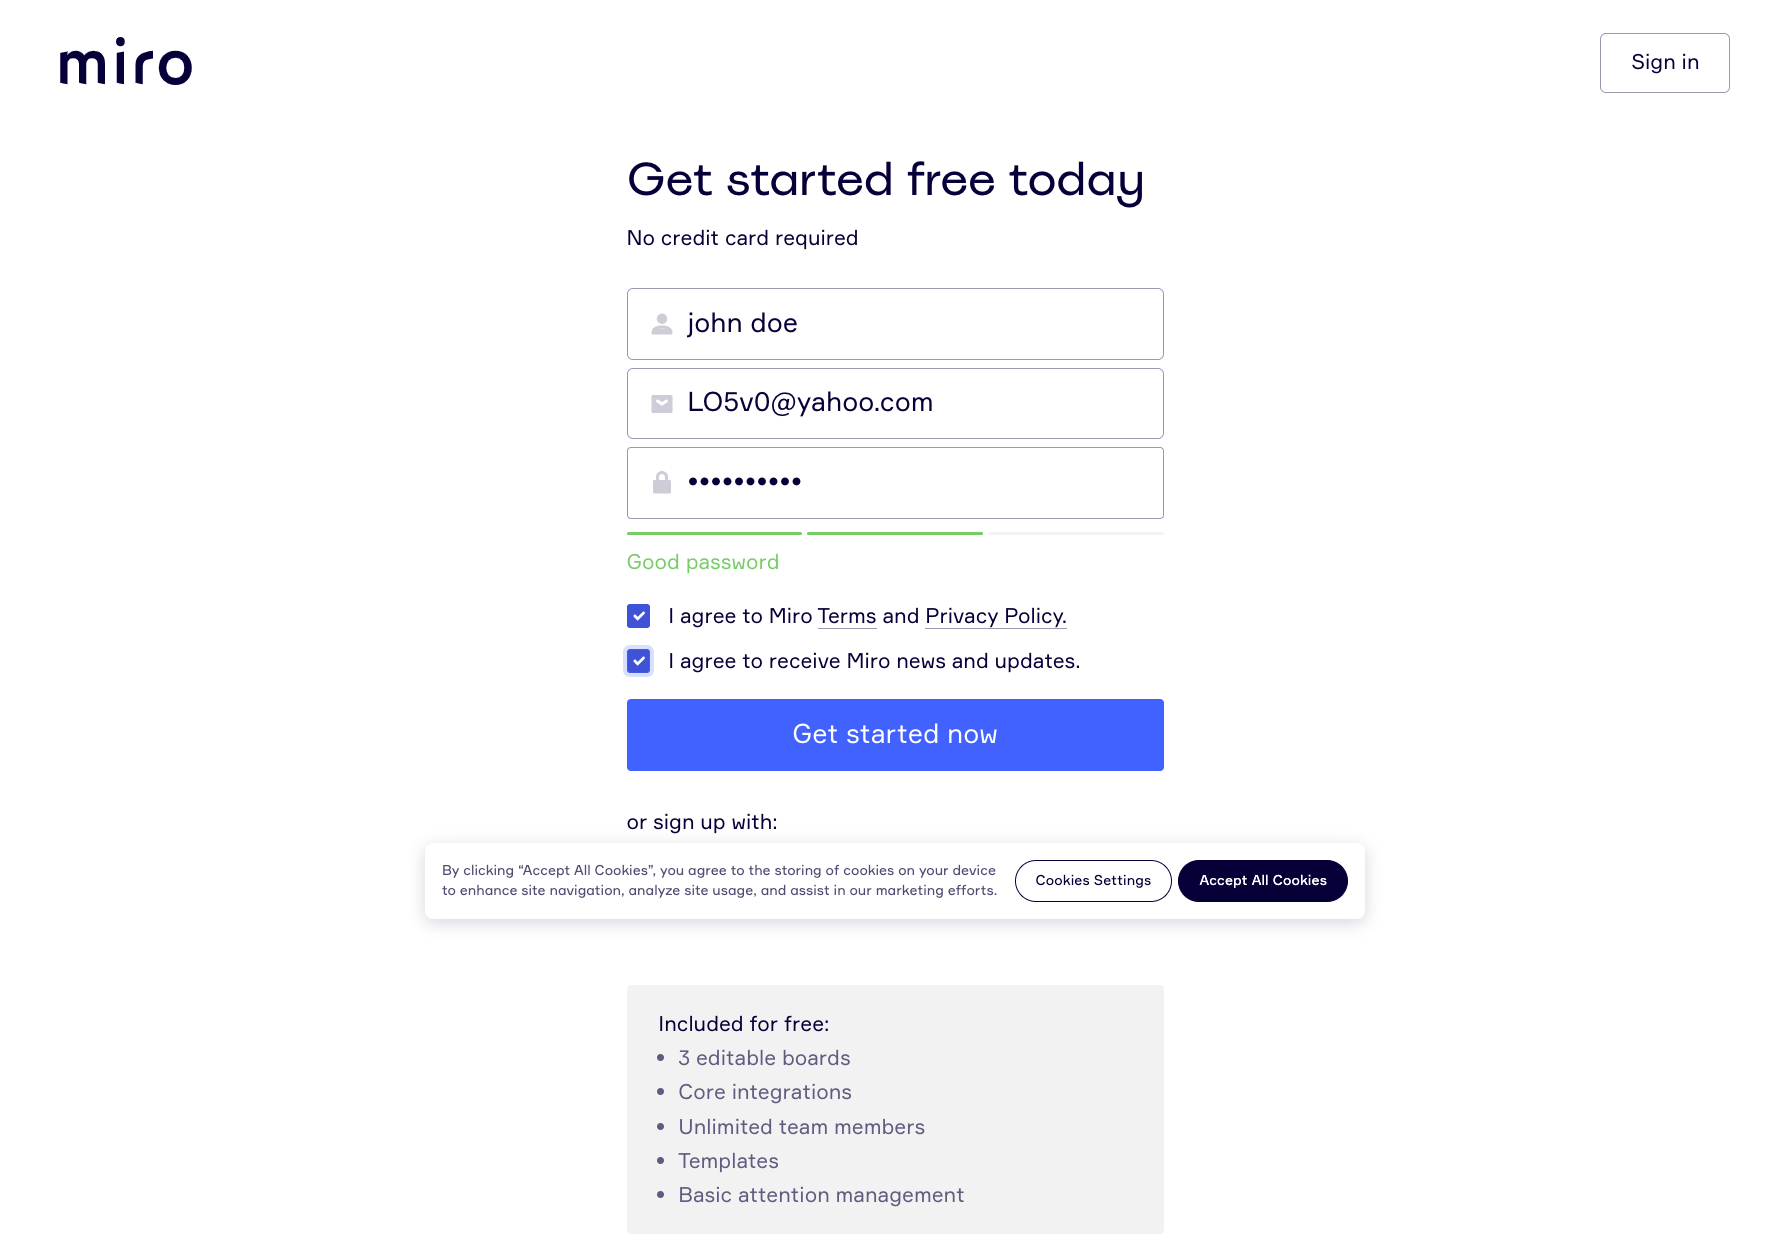 miro
Sign in
Get started free today
No credit card required
john doe
LO5v0@yahoo.com
••••••••••
Good password
I agree to Miro Terms and Privacy Policy.
I agree to receive Miro news and updates.
Get started now
or sign up with:
By clicking “Accept All Cookies”, you agree to the storing of cookies on your device
to enhance site navigation, analyze site usage, and assist in our marketing efforts.
Cookies Settings
Accept All Cookies
Included for free:
• 3 editable boards
• Core integrations
• Unlimited team members
• Templates
• Basic attention management